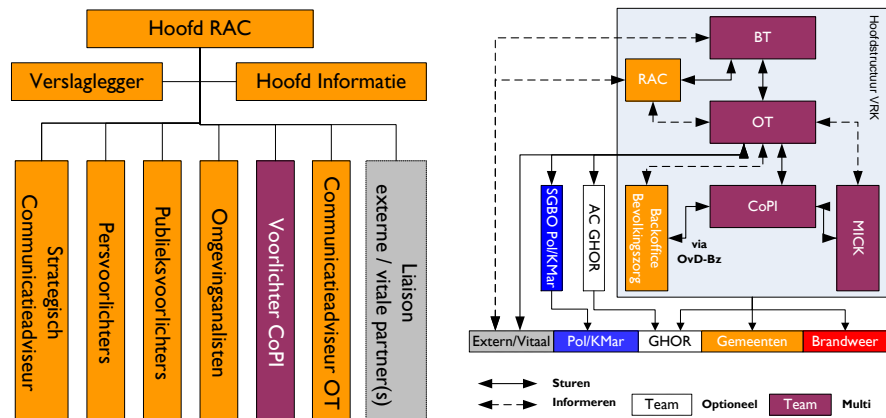 Hoofd RAC
Verslaglegger
Hoofd Informatie
Strategisch
Communicatieadviseur
Persvoorlichters
Publieksvoorlichters
Omgevingsanalisten
Voorlichter CoPI
Communicatieadviseur OT
Liaison
externe / vitale partner(s)
Hoofdstructuur VRK
BT
RAC
OT
SGBO Pol/KMar
AC GHOR
Backoffice
Bevolkingszorg
via
OvD-Bz
CoPI
MICK
Extern/Vitaal
Pol/KMar
GHOR
Gemeenten
Brandweer
Sturen
Informeren
Team
Optioneel
Team
Multi